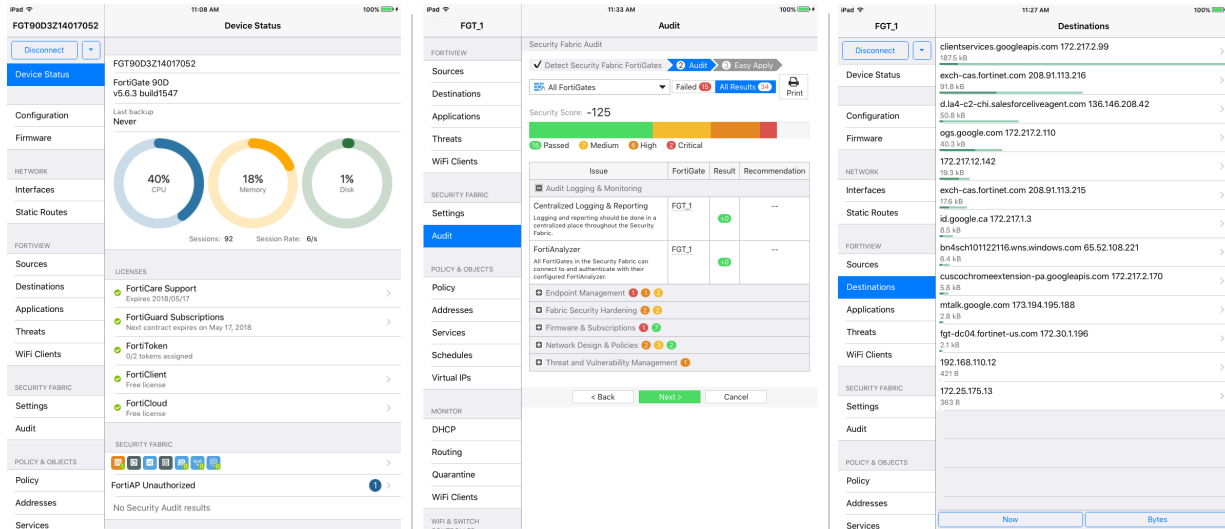 iPad
11:08 AM
100%
FGT90D3Z14017052
Device Status
Disconnect
Device Status
Configuration
Firmware
NETWORK
Interfaces
Static Routes
FORTIVIEW
Sources
Destinations
Applications
Threats
WiFi Clients
SECURITY FABRIC
Settings
Audit
POLICY & OBJECTS
Policy
Addresses
Services
FGT90D3Z14017052
FortiGate 90D
v5.6.3 build1547
Last backup
Never
40%
CPU
18%
Memory
1%
Disk
Sessions: 92 Session Rate: 6/s
LICENSES
FortiCare Support
Expires 2018/05/17
FortiGuard Subscriptions
Next contract expires on May 17, 2018
FortiToken
0/2 tokens assigned
FortiClient
Free license
FortiCloud
Free license
SECURITY FABRIC
FortiAP Unauthorized 1
No Security Audit results
iPad
11:33 AM
100%
FGT_1
Audit
FORTIVIEW
Sources
Destinations
Applications
Threats
WiFi Clients
SECURITY FABRIC
Settings
Audit
POLICY & OBJECTS
Policy
Addresses
Services
Schedules
Virtual IPs
MONITOR
DHCP
Routing
Quarantine
WiFi Clients
WIFI & SWITCH
Security Fabric Audit
Detect Security Fabric FortiGates 2 Audit 3 Easy Apply
All FortiGates Failed 15 All Results 34 Print
Security Score: -125
15 Passed 7 Medium 6 High 2 Critical
Issue FortiGate Result Recommendation
Audit Logging & Monitoring
Centralized Logging & Reporting FGT_1 +0 --
Logging and reporting should be done in a
centralized place throughout the Security
Fabric.
FortiAnalyzer FGT_1 +0 --
All FortiGates in the Security Fabric can
connect to and authenticate with their
configured FortiAnalyzer.
Endpoint Management 1 1 2
Fabric Security Hardening 2 2
Firmware & Subscriptions 1 7
Network Design & Policies 2 3 2
Threat and Vulnerability Management 1
< Back Next > Cancel
iPad
11:27 AM
100%
FGT_1
Destinations
Disconnect
Device Status
Configuration
Firmware
NETWORK
Interfaces
Static Routes
FORTIVIEW
Sources
Destinations
Applications
Threats
WiFi Clients
SECURITY FABRIC
Settings
Audit
POLICY & OBJECTS
Policy
Addresses
Services
clientservices.googleapis.com 172.217.2.99
187.5 kB
exch-cas.fortinet.com 208.91.113.216
91.8 kB
d.la4-c2-chi.salesforceliveagent.com 136.146.208.42
50.8 kB
ogs.google.com 172.217.2.110
40.3 kB
172.217.12.142
19.3 kB
exch-cas.fortinet.com 208.91.113.215
17.6 kB
id.google.ca 172.217.1.3
8.5 kB
bn4sch101122116.wns.windows.com 65.52.108.221
6.4 kB
cuscochromeextension-pa.googleapis.com 172.217.2.170
5.8 kB
mtalk.google.com 173.194.195.188
2.8 kB
fgt-dc04.fortinet-us.com 172.30.1.196
2.1 kB
192.168.110.12
421 B
172.25.175.13
363 B
Now
Bytes